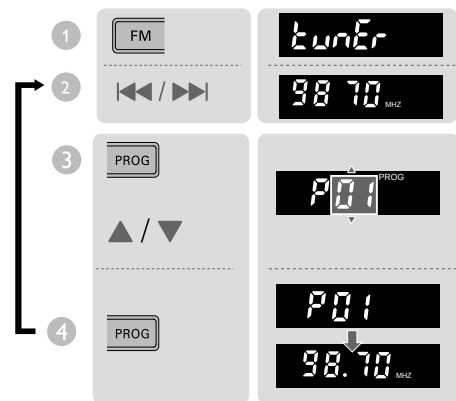 1 FM tunEr
2 / 98 70 MHZ
3 PROG P01 PROG
/
4 PROG P01
98.70 MHZ